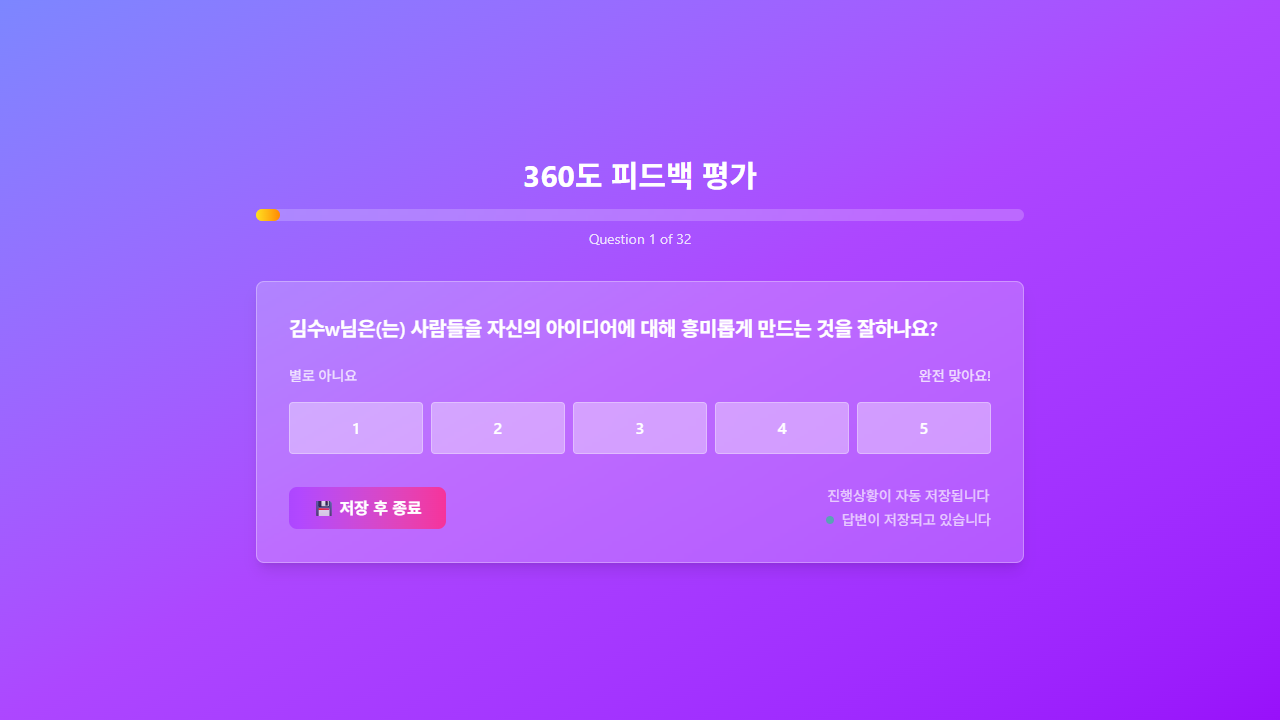 360도 피드백 평가
Question 1 of 32
김수w님은(는) 사람들을 자신의 아이디어에 대해 흥미롭게 만드는 것을 잘하나요?
별로 아니요
완전 맞아요!
1
2
3
4
5
💾 저장 후 종료
진행상황이 자동 저장됩니다
답변이 저장되고 있습니다